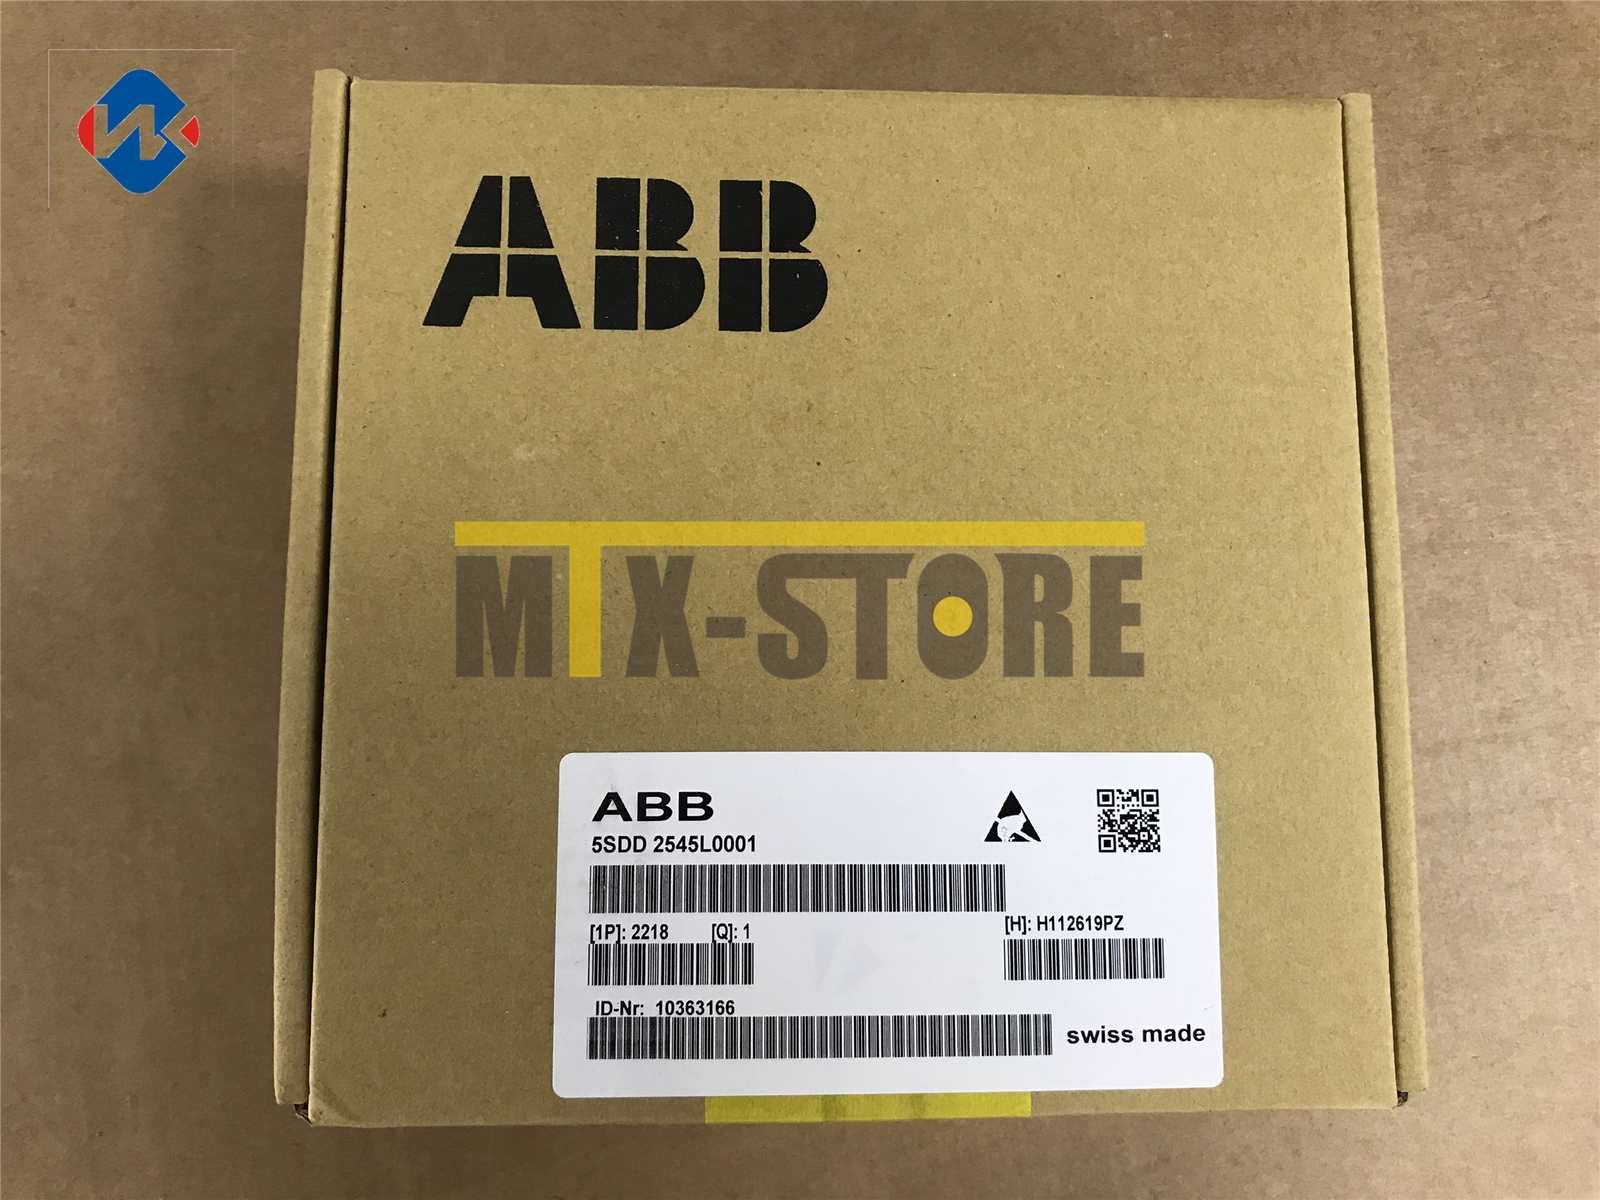 ABB
MTX-STORE
ABB
5SDD 2545L0001
[1P]: 2218 [Q]: 1 [H]: H112619PZ
ID-Nr: 10363166
swiss made